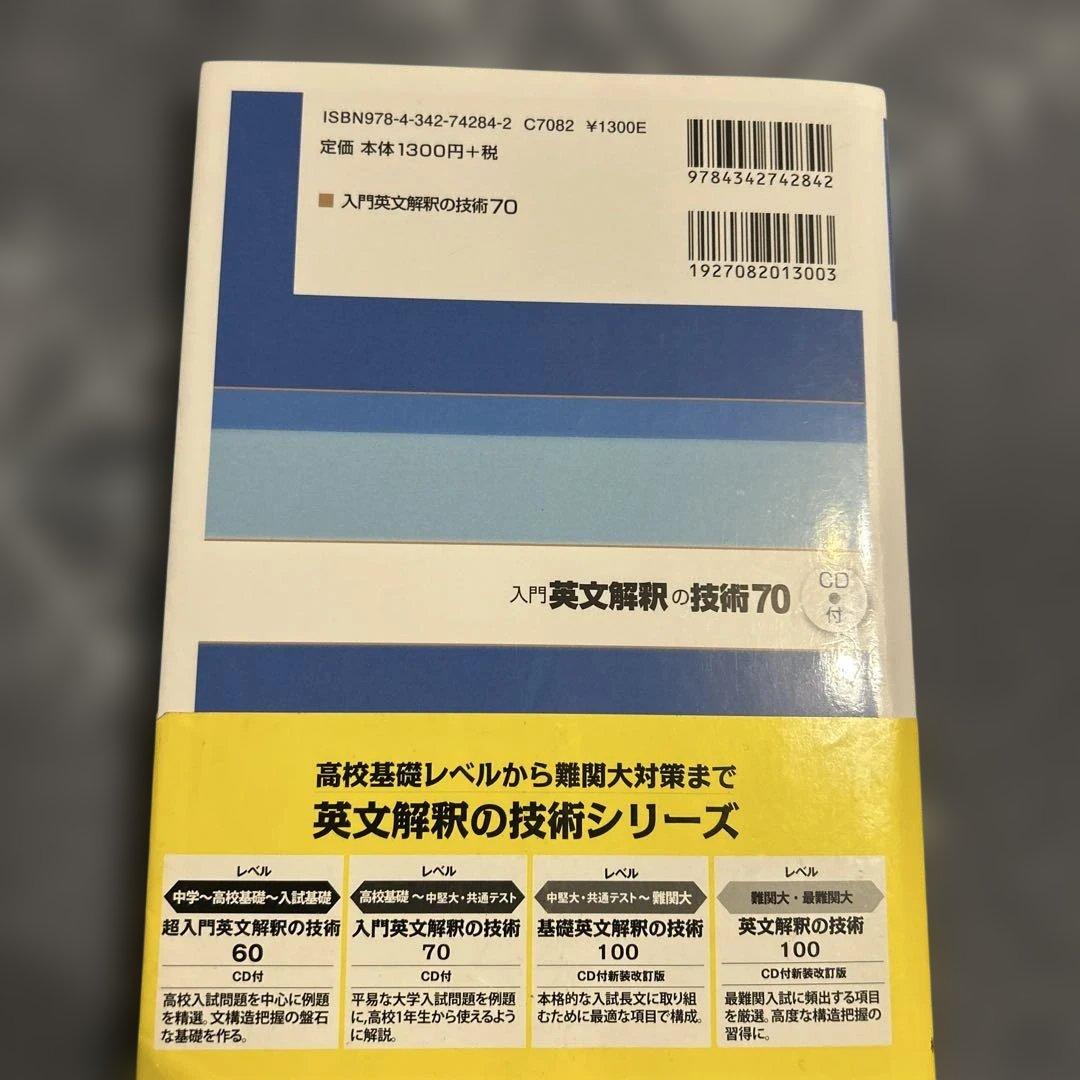 ISBN978-4-342-74284-2 C7082 ¥1300E
定価 本体1300円+税
■ 入門英文解釈の技術70
9784342742842
1927082013003
入門 英文解釈の技術70
CD
付
高校基礎レベルから難関大対策まで
英文解釈の技術シリーズ
レベル
中学〜高校基礎〜入試基礎
超入門英文解釈の技術
60
CD付
高校入試問題を中心に例題
を精選。文構造把握の盤石
な基礎を作る。
レベル
高校基礎〜中堅大・共通テスト
入門英文解釈の技術
70
CD付
平易な大学入試問題を例題
に,高校1年生から使えるよう
に解説。
レベル
中堅大・共通テスト〜難関大
基礎英文解釈の技術
100
CD付新装改訂版
本格的な入試長文に取り組
むために最適な項目で構成。
レベル
難関大・最難関大
英文解釈の技術
100
CD付新装改訂版
最難関入試に頻出する項目
を厳選。高度な構造把握の
習得に。